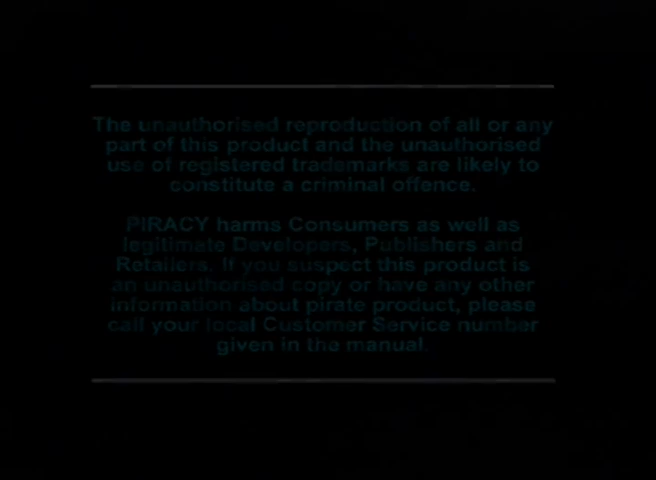 The unauthorised reproduction of all or any
part of this product and the unauthorised
use of registered trademarks are likely to
constitute a criminal offence.
PIRACY harms Consumers as well as
legitimate Developers, Publishers and
Retailers. If you suspect this product is
an unauthorised copy or have any other
information about pirate product, please
call your local Customer Service number
given in the manual.